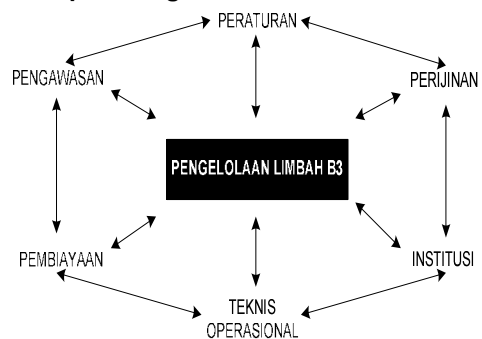 PERATURAN
PENGAWASAN
PERIJINAN
PENGELOLAAN LIMBAH B3
PEMBIAYAAN
INSTITUSI
TEKNIS
OPERASIONAL